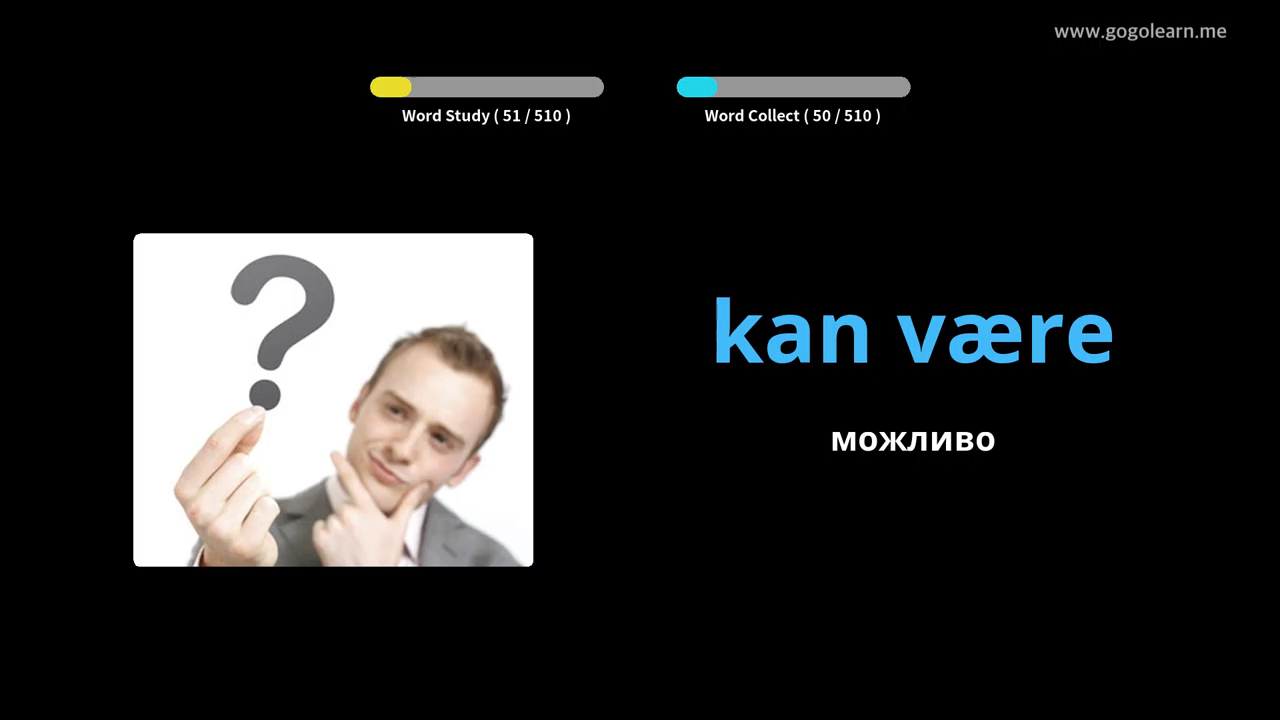 www.gogolearn.me
Word Study ( 51 / 510 )
Word Collect ( 50 / 510 )
kan være
можливо